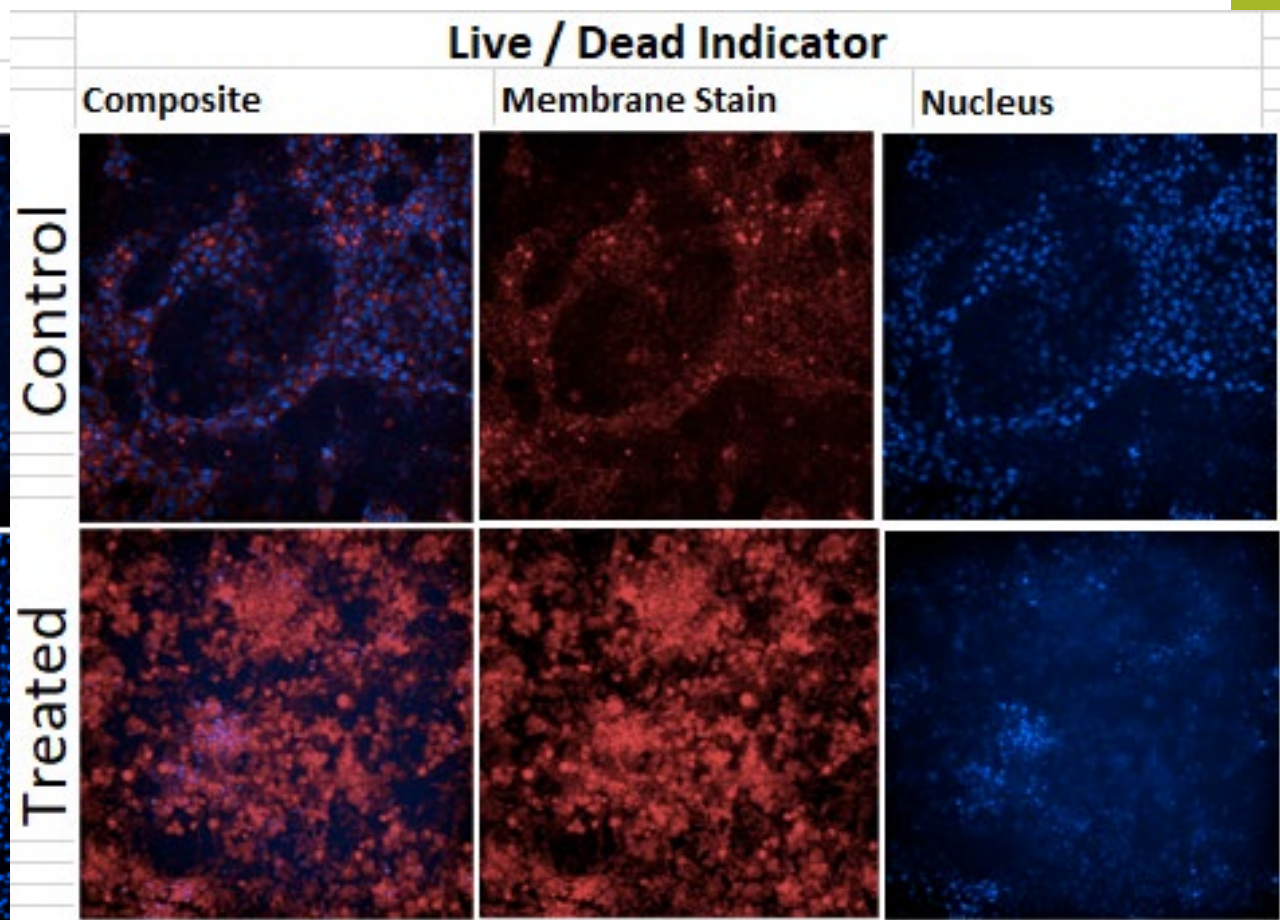 Live / Dead Indicator
Composite
Membrane Stain
Nucleus
Control
Treated